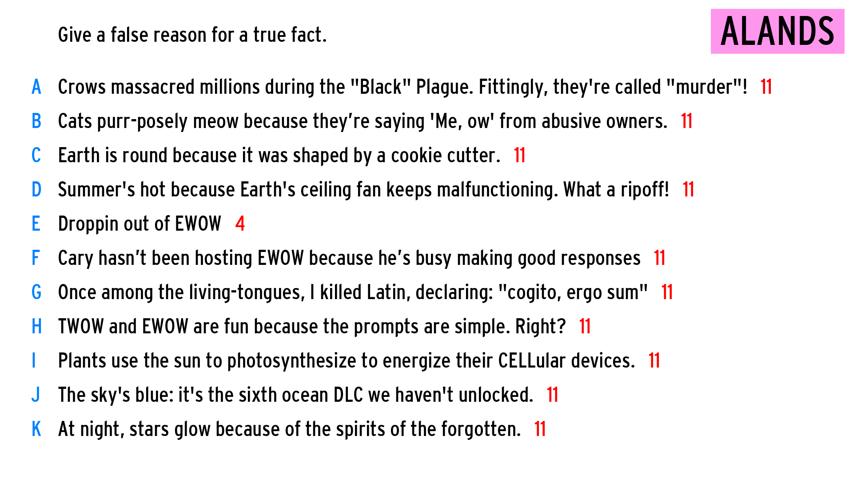 Give a false reason for a true fact.
ALANDS
A Crows massacred millions during the "Black" Plague. Fittingly, they're called "murder"! 11
B Cats purr-posely meow because they’re saying 'Me, ow' from abusive owners. 11
C Earth is round because it was shaped by a cookie cutter. 11
D Summer's hot because Earth's ceiling fan keeps malfunctioning. What a ripoff! 11
E Droppin out of EWOW 4
F Cary hasn’t been hosting EWOW because he’s busy making good responses 11
G Once among the living-tongues, I killed Latin, declaring: "cogito, ergo sum" 11
H TWOW and EWOW are fun because the prompts are simple. Right? 11
I Plants use the sun to photosynthesize to energize their CELLular devices. 11
J The sky's blue: it's the sixth ocean DLC we haven't unlocked. 11
K At night, stars glow because of the spirits of the forgotten. 11